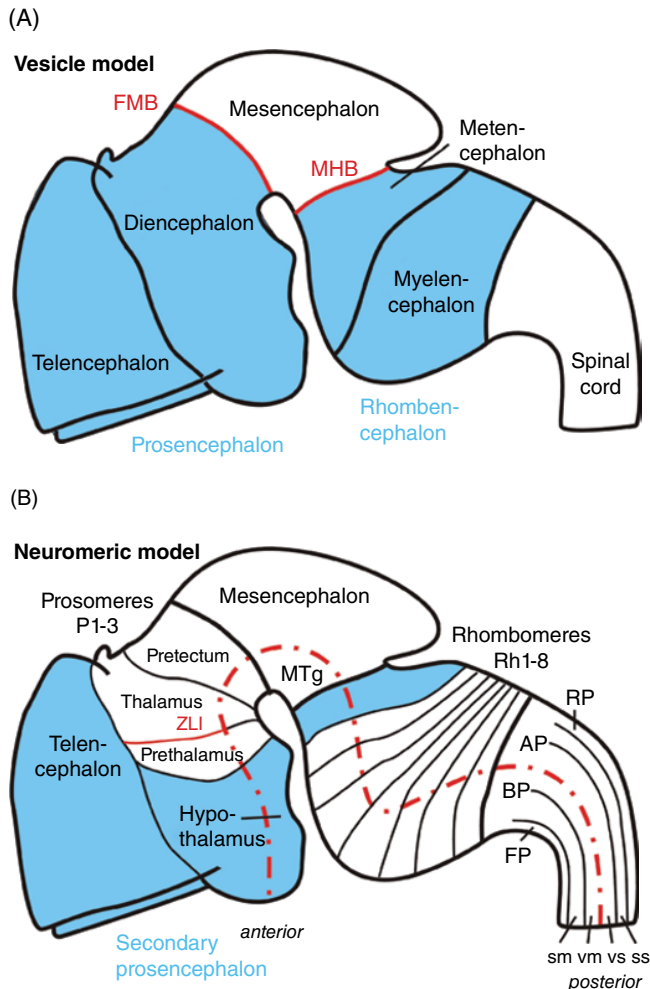 (A)
Vesicle model
FMB
Mesencephalon
Meten-
cephalon
MHB
Diencephalon
Myelen-
cephalon
Telencephalon
Spinal
cord
Rhomben-
cephalon
Prosencephalon
(B)
Neuromeric model
Prosomeres
P1-3
Mesencephalon
Rhombomeres
Rh1-8
Pretectum
MTg
RP
Thalamus
ZLI
Telen-
cephalon
Prethalamus
AP
BP
Hypo-
thalamus
FP
anterior
Secondary
prosencephalon
sm vm vs ss
posterior